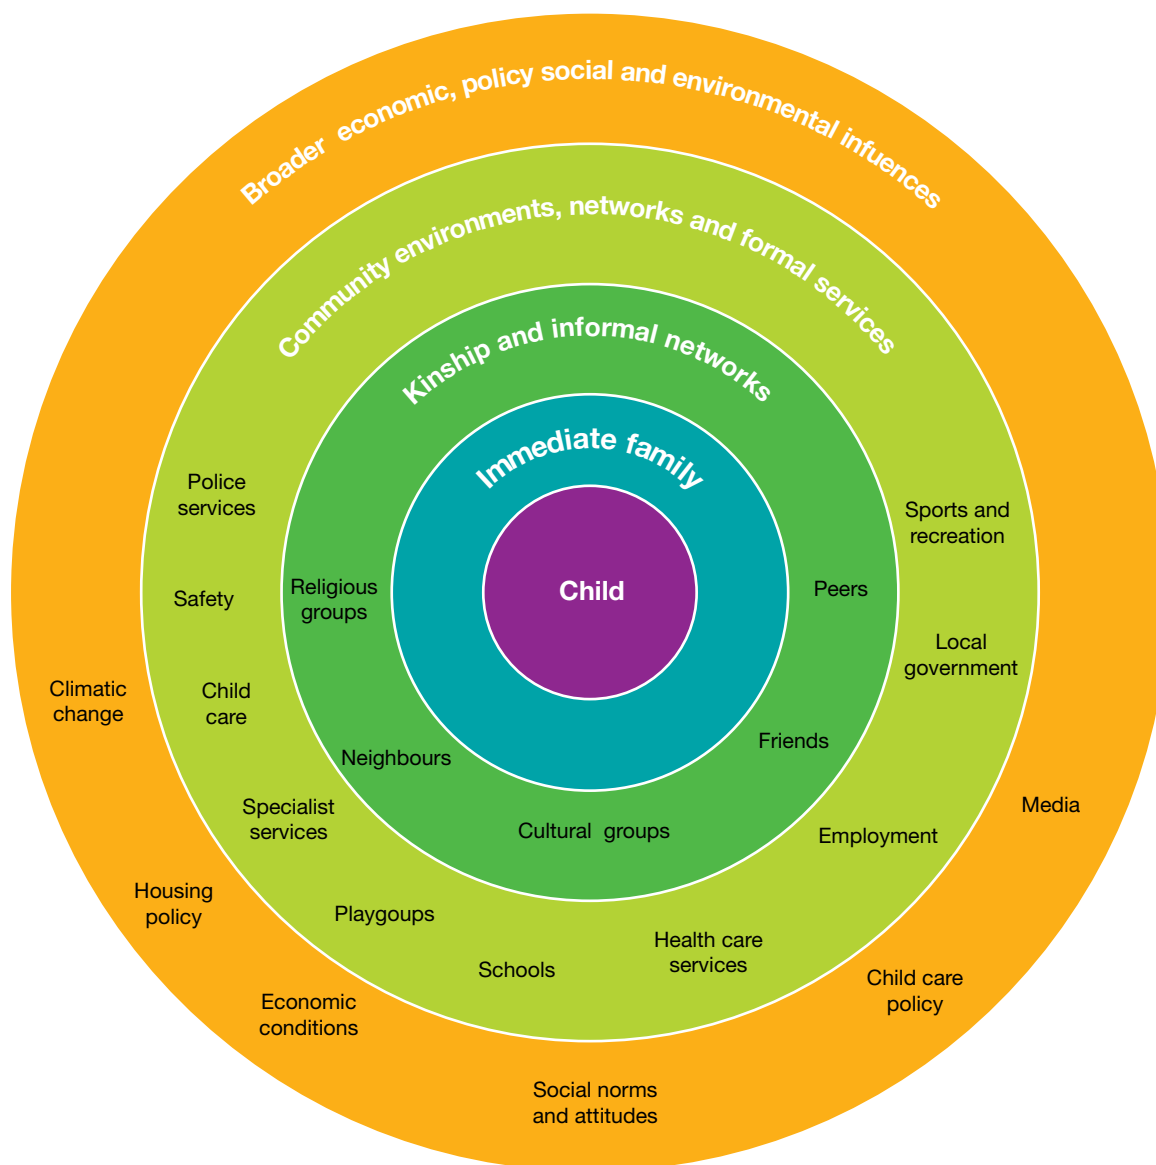 Broader economic, policy social and environmental infuences
Community environments, networks and formal services
Kinship and informal networks
Immediate family
Child
Police
services
Safety
Child
care
Specialist
services
Playgoups
Schools
Health care
services
Employment
Local
government
Sports and
recreation
Religious
groups
Neighbours
Cultural groups
Friends
Peers
Climatic
change
Housing
policy
Economic
conditions
Social norms
and attitudes
Child care
policy
Media